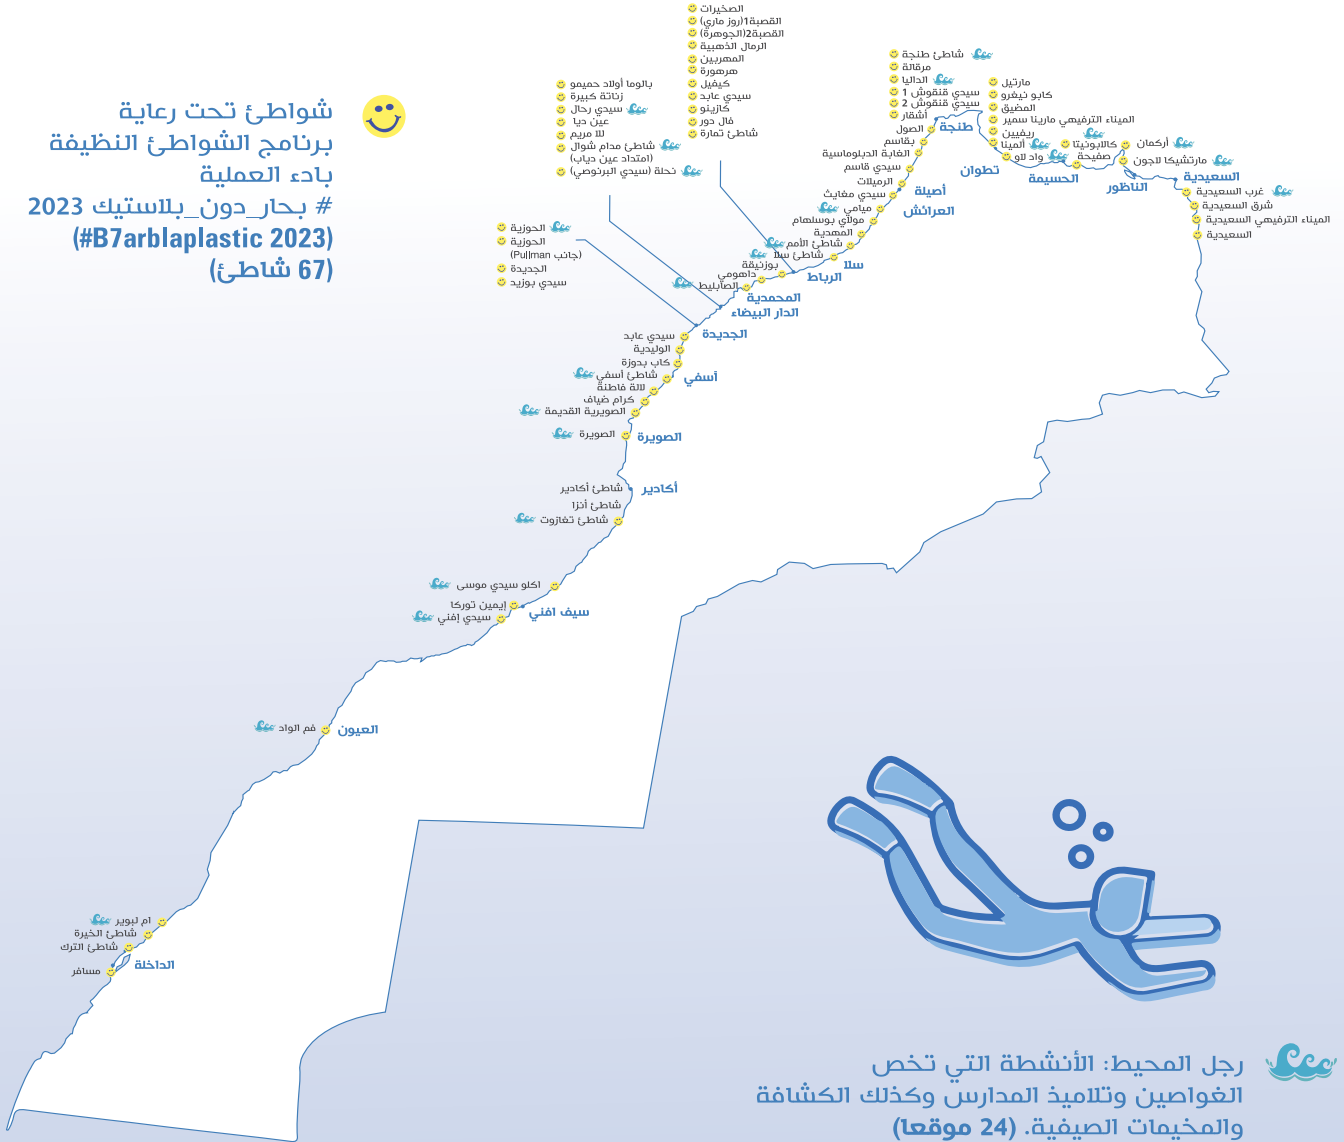 شواطئ تحت رعاية
برنامج الشواطئ النظيفة
بادء العملية
# بحار_دون_بلاستيك 2023
(#B7arblaplastic 2023)
(67 شاطئ)
الصخيرات
القصبة1(روز ماري)
القصبة2(الجوهرة)
الرمال الذهبية
المهربين
هرهورة
كيفيل
سيدي عابد
كازينو
فال دور
شاطئ تمارة
بالوما أولاد حميمو
زناتة كبيرة
سيدي رحال
عين ديا
للا مريم
شاطئ مدام شوال
(امتداد عين دياب)
نحلة (سيدي البرنوصي)
الحوزية
الحوزية
(جانب Pullman)
الجديدة
سيدي بوزيد
شاطئ طنجة
مرقالة
الداليا
سيدي قنقوش 1
سيدي قنقوش 2
أشقار
الصول
بقاسم
الغابة الدبلوماسية
سيدي قاسم
الرميلات
سيدي مغايث
ميامي
مولاي بوسلهام
المهدية
شاطئ الأمم
شاطئ سلا
بوزنيقة
داهومي
الصابليط
مارتيل
كابو نيغرو
المضيق
الميناء الترفيهي مارينا سمير
ريفيين
ألمينا
واد لاو
كالابونيتا
صفيحة
أركمان
مارتشيكا لاجون
غرب السعيدية
شرق السعيدية
الميناء الترفيهي السعيدية
السعيدية
طنجة
تطوان
الحسيمة
الناظور
السعيدية
أصيلة
العرائش
سلا
الرباط
المحمدية
الدار البيضاء
الجديدة
سيدي عابد
الوليدية
كاب بدوزة
شاطئ أسفي
أسفي
لالة فاطنة
كرام ضياف
الصويرية القديمة
الصويرة
الصويرة
شاطئ أكادير
أكادير
شاطئ أنزا
شاطئ تغازوت
اكلو سيدي موسى
إيمين توركا
سيف افني
سيدي إفني
فم الواد
العيون
ام لبوير
شاطئ الخيرة
شاطئ الترك
الداخلة
مسافر
رجل المحيط: الأنشطة التي تخص
الغواصين وتلاميذ المدارس وكذلك الكشافة
والمخيمات الصيفية. (24 موقعا)